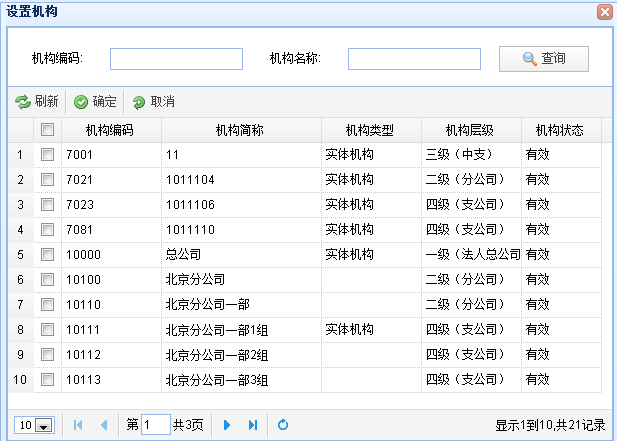 设置机构
机构编码: 机构名称: 查询
刷新 确定 取消
机构编码 机构简称 机构类型 机构层级 机构状态
1 7001 11 实体机构 三级（中支） 有效
2 7021 1011104 实体机构 二级（分公司） 有效
3 7023 1011106 实体机构 四级（支公司） 有效
4 7081 1011110 实体机构 四级（支公司） 有效
5 10000 总公司 实体机构 一级（法人总公司 有效
6 10100 北京分公司 二级（分公司） 有效
7 10110 北京分公司一部 二级（分公司） 有效
8 10111 北京分公司一部1组 实体机构 四级（支公司） 有效
9 10112 北京分公司一部2组 四级（支公司） 有效
10 10113 北京分公司一部3组 四级（支公司） 有效
10 第 1 共3页 显示1到10,共21记录